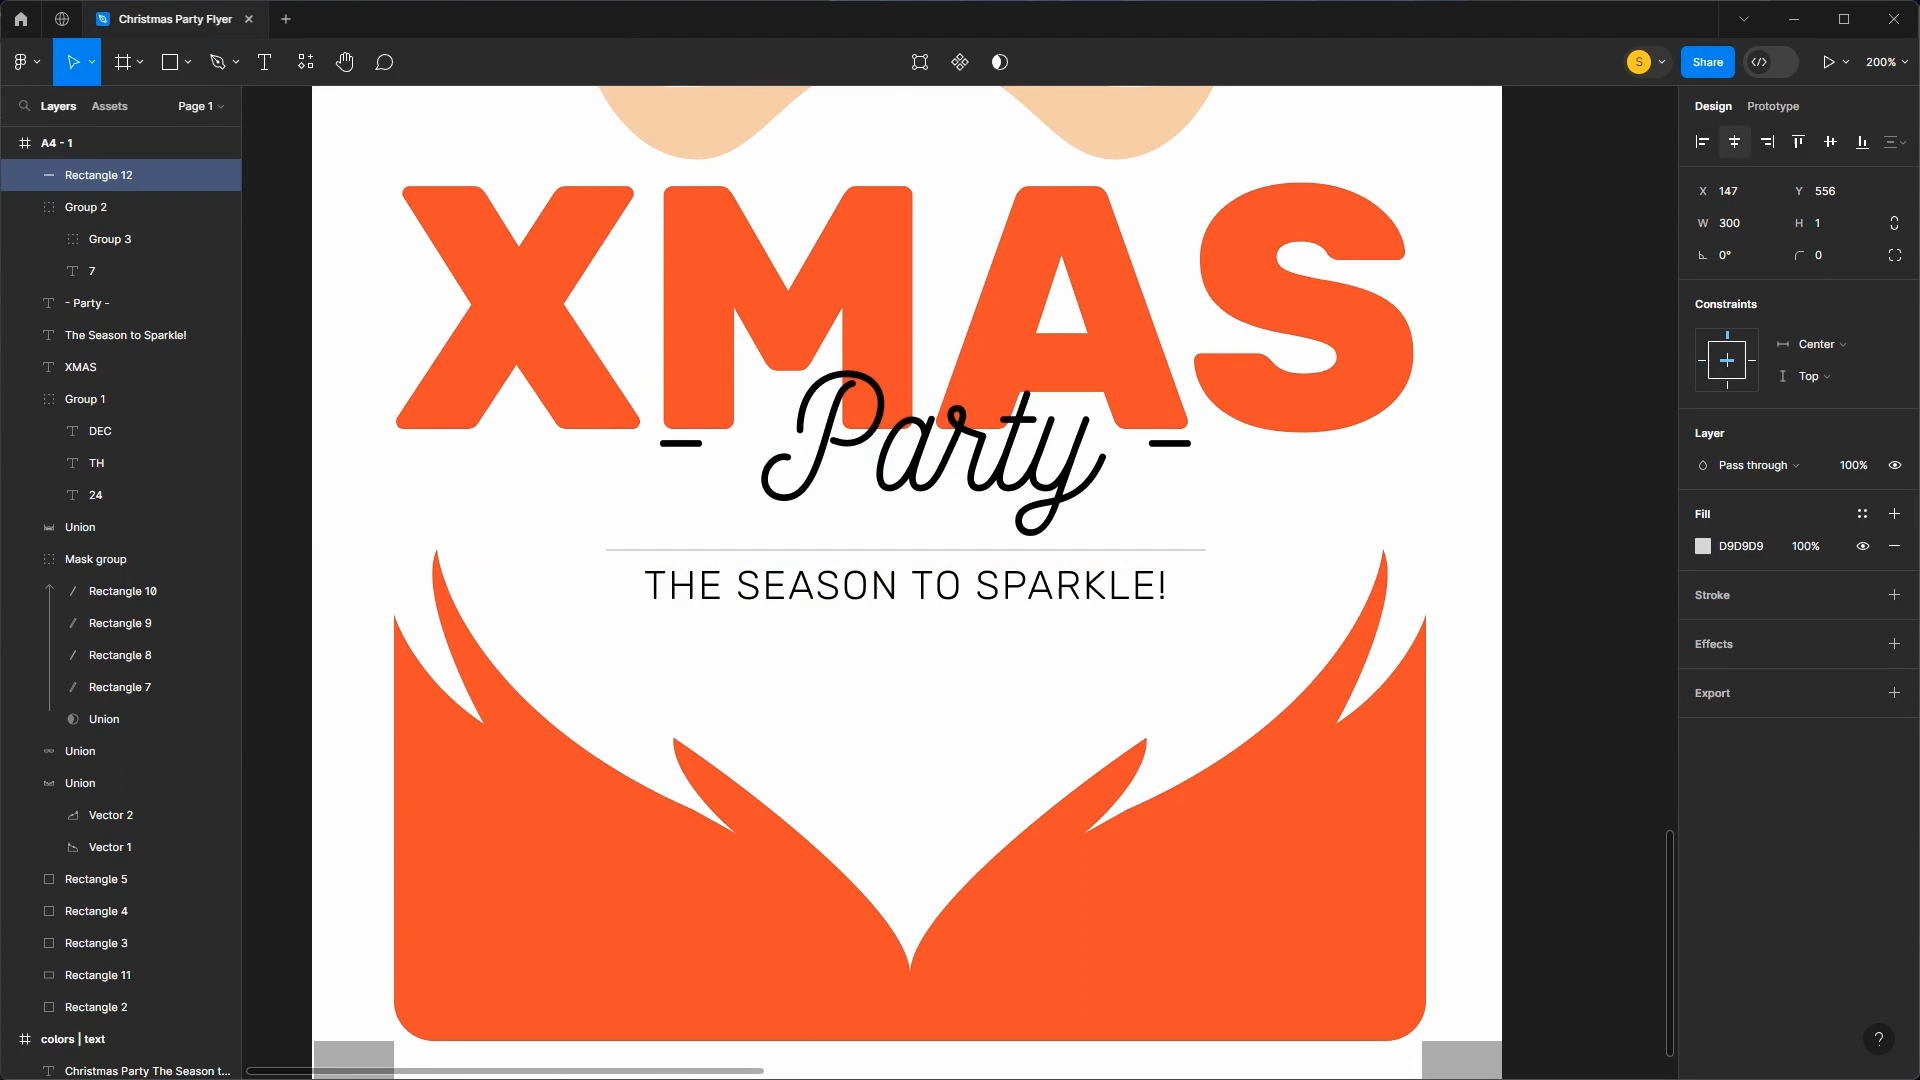 Christmas Party Flyer
S
Share
200%
Layers
Assets
Page 1
Design
Prototype
A4 - 1
Rectangle 12
Group 2
Group 3
7
- Party -
The Season to Sparkle!
XMAS
Group 1
DEC
TH
24
Union
Mask group
Rectangle 10
Rectangle 9
Rectangle 8
Rectangle 7
Union
Union
Union
Vector 2
Vector 1
Rectangle 5
Rectangle 4
Rectangle 3
Rectangle 11
Rectangle 2
colors | text
Christmas Party The Season t...
XMAS
- Party -
THE SEASON TO SPARKLE!
X 147 Y 556
W 300 H 1
0° 0
Constraints
Center
Top
Layer
Pass through 100%
Fill
D9D9D9 100%
Stroke
Effects
Export
?